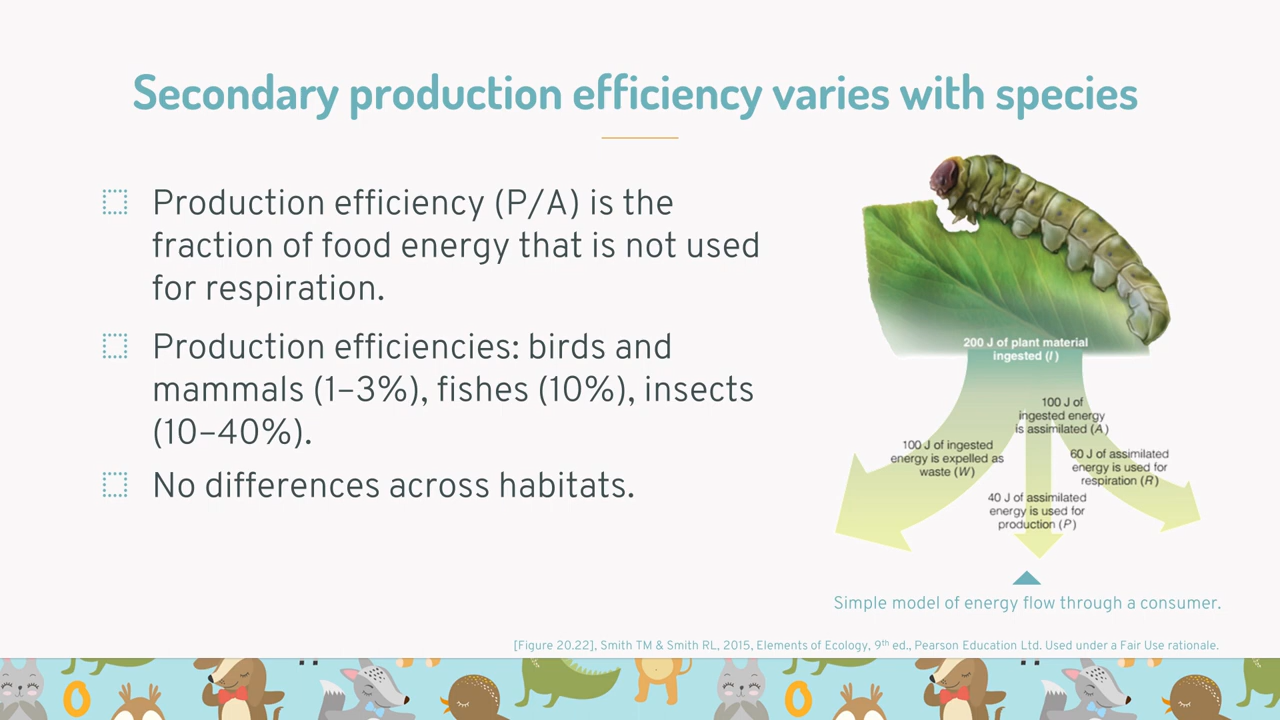 Secondary production efficiency varies with species
Production efficiency (P/A) is the
fraction of food energy that is not used
for respiration.
Production efficiencies: birds and
mammals (1–3%), fishes (10%), insects
(10–40%).
No differences across habitats.
200 J of plant material
ingested (I)
100 J of
ingested energy
is assimilated (A)
100 J of ingested
energy is expelled as
waste (W)
60 J of assimilated
energy is used for
respiration (R)
40 J of assimilated
energy is used for
production (P)
Simple model of energy flow through a consumer.
[Figure 20.22], Smith TM & Smith RL, 2015, Elements of Ecology, 9th ed., Pearson Education Ltd. Used under a Fair Use rationale.